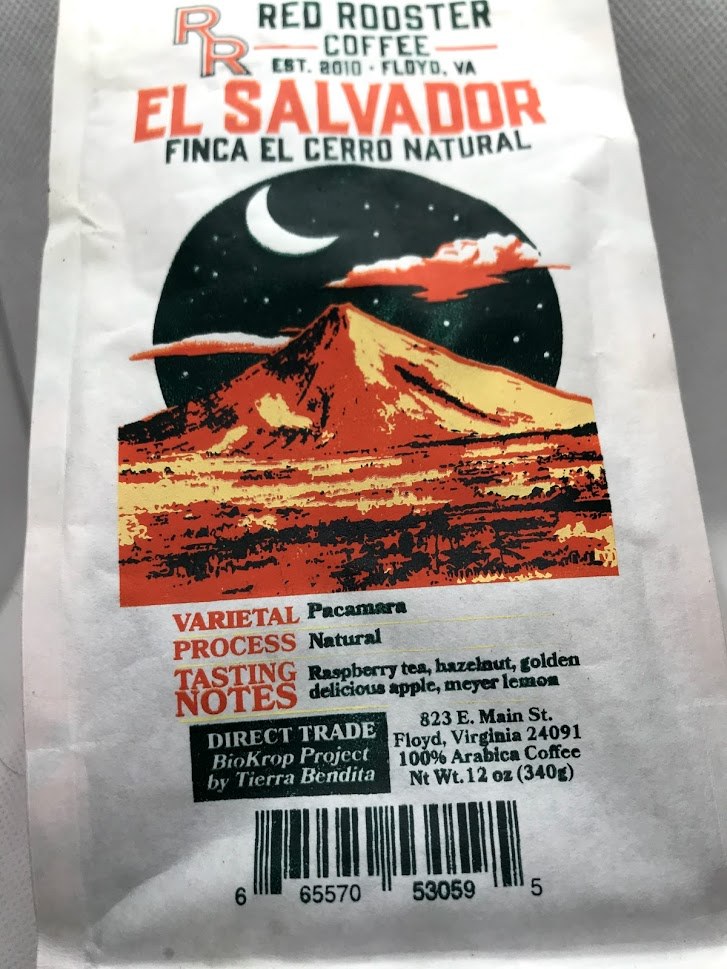 RR
RED ROOSTER
COFFEE
EST. 2010 · FLOYD, VA
EL SALVADOR
FINCA EL CERRO NATURAL
VARIETAL Pacamara
PROCESS Natural
TASTING NOTES Raspberry tea, hazelnut, golden
delicious apple, meyer lemon
DIRECT TRADE
BioKrop Project
by Tierra Bendita
823 E. Main St.
Floyd, Virginia 24091
100% Arabica Coffee
Nt Wt. 12 oz (340g)
6 65570 53059 5